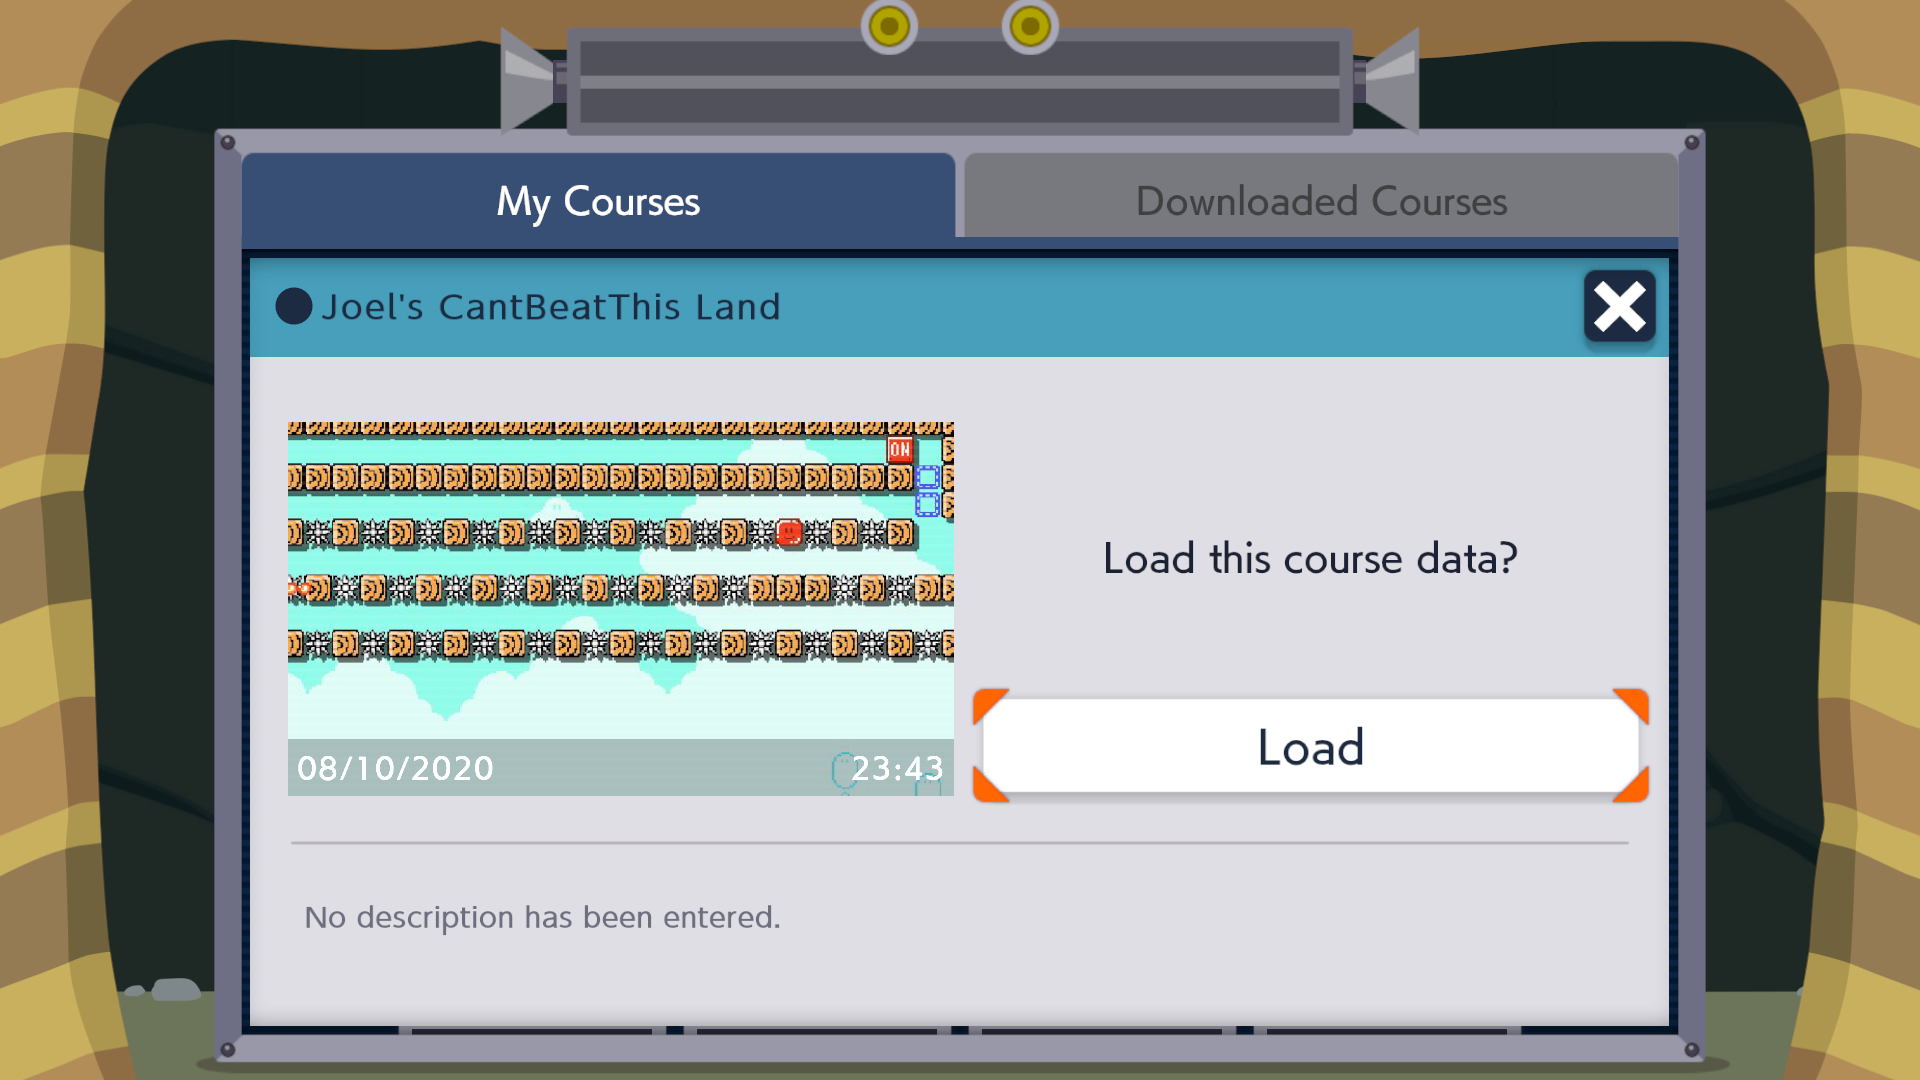 My Courses
Downloaded Courses
Joel's CantBeatThis Land
ON
Load this course data?
Load
08/10/2020
23:43
No description has been entered.